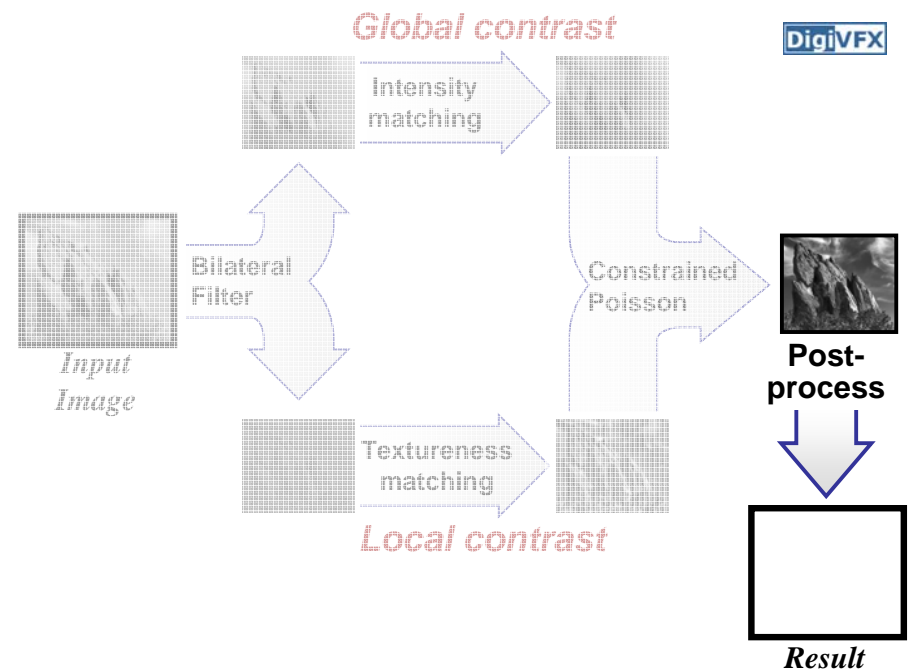 Global contrast
DigiVFX
Intensity
matching
Bilateral
Filter
Input
Image
Constrained
Poisson
Post-
process
Textureness
matching
Local contrast
Result